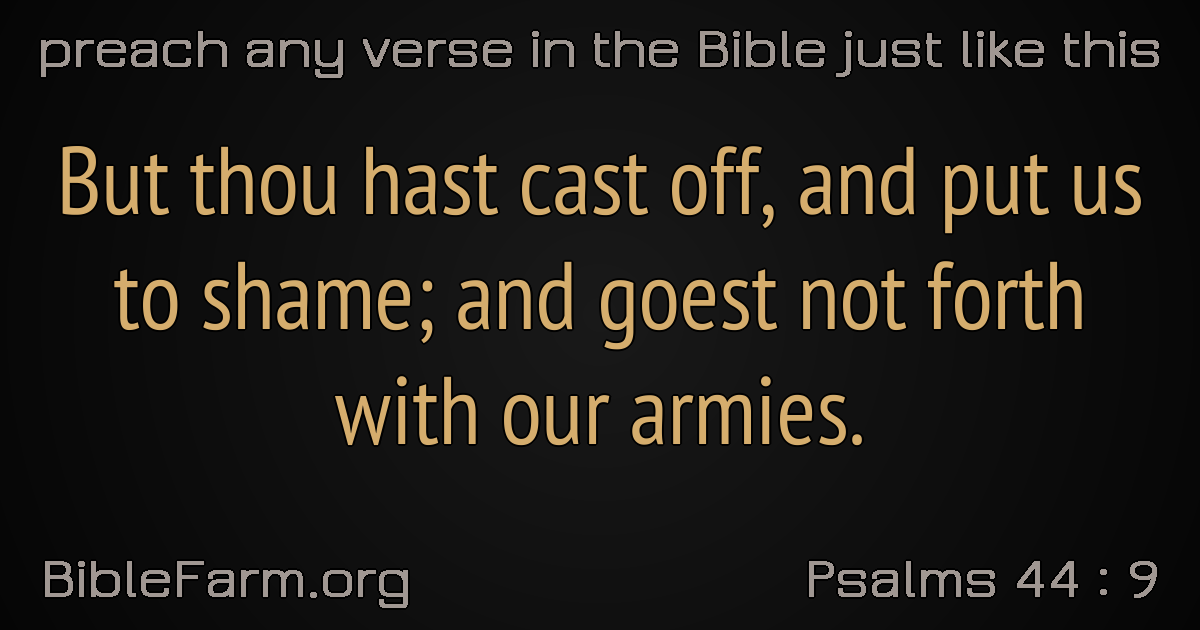 preach any verse in the Bible just like this
But thou hast cast off, and put us
to shame; and goest not forth
with our armies.
BibleFarm.org
Psalms 44 : 9